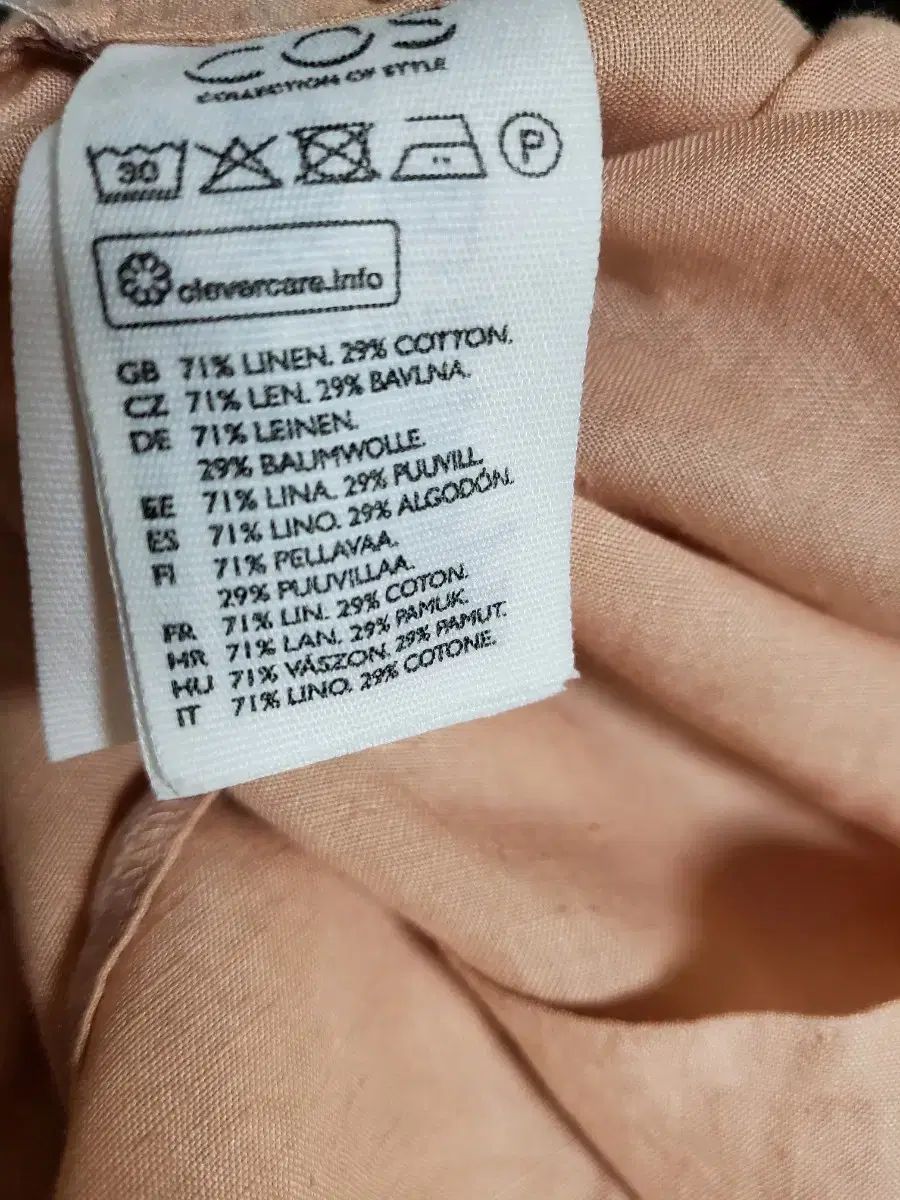 COS
COLLECTION OF STYLE
30
P
clevercare.info
GB 71% LINEN. 29% COTTON.
CZ 71% LEN. 29% BAVLNA.
DE 71% LEINEN.
29% BAUMWOLLE.
EE 71% LINA. 29% PUUVILL.
ES 71% LINO. 29% ALGODÓN.
FI 71% PELLAVAA.
29% PUUVILLAA.
FR 71% LIN. 29% COTON.
HR 71% LAN. 29% PAMUK.
HU 71% VÁSZON. 29% PAMUT.
IT 71% LINO. 29% COTONE.